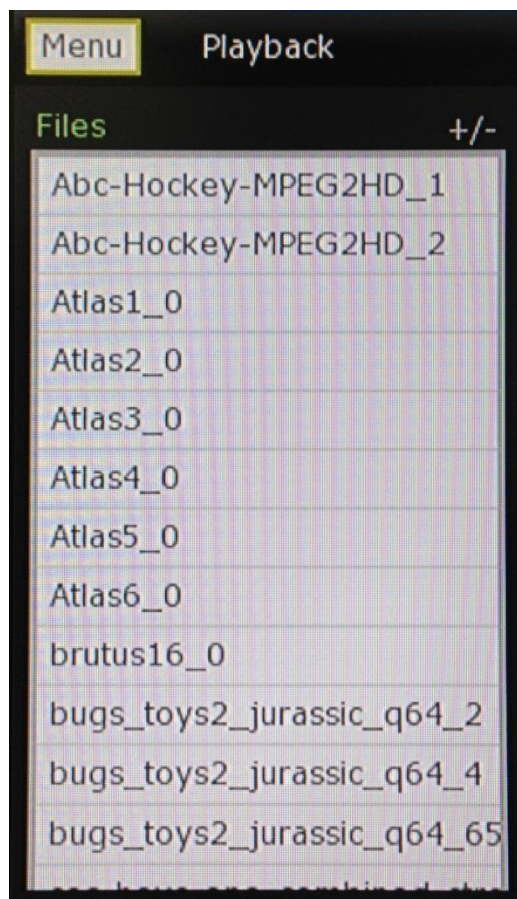 Menu Playback
Files +/-
Abc-Hockey-MPEG2HD_1
Abc-Hockey-MPEG2HD_2
Atlas1_0
Atlas2_0
Atlas3_0
Atlas4_0
Atlas5_0
Atlas6_0
brutus16_0
bugs_toys2_jurassic_q64_2
bugs_toys2_jurassic_q64_4
bugs_toys2_jurassic_q64_65